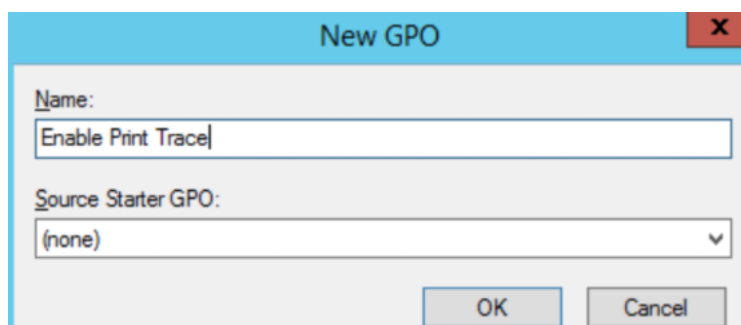 New GPO
x
Name:
Enable Print Trace
Source Starter GPO:
(none)
OK Cancel